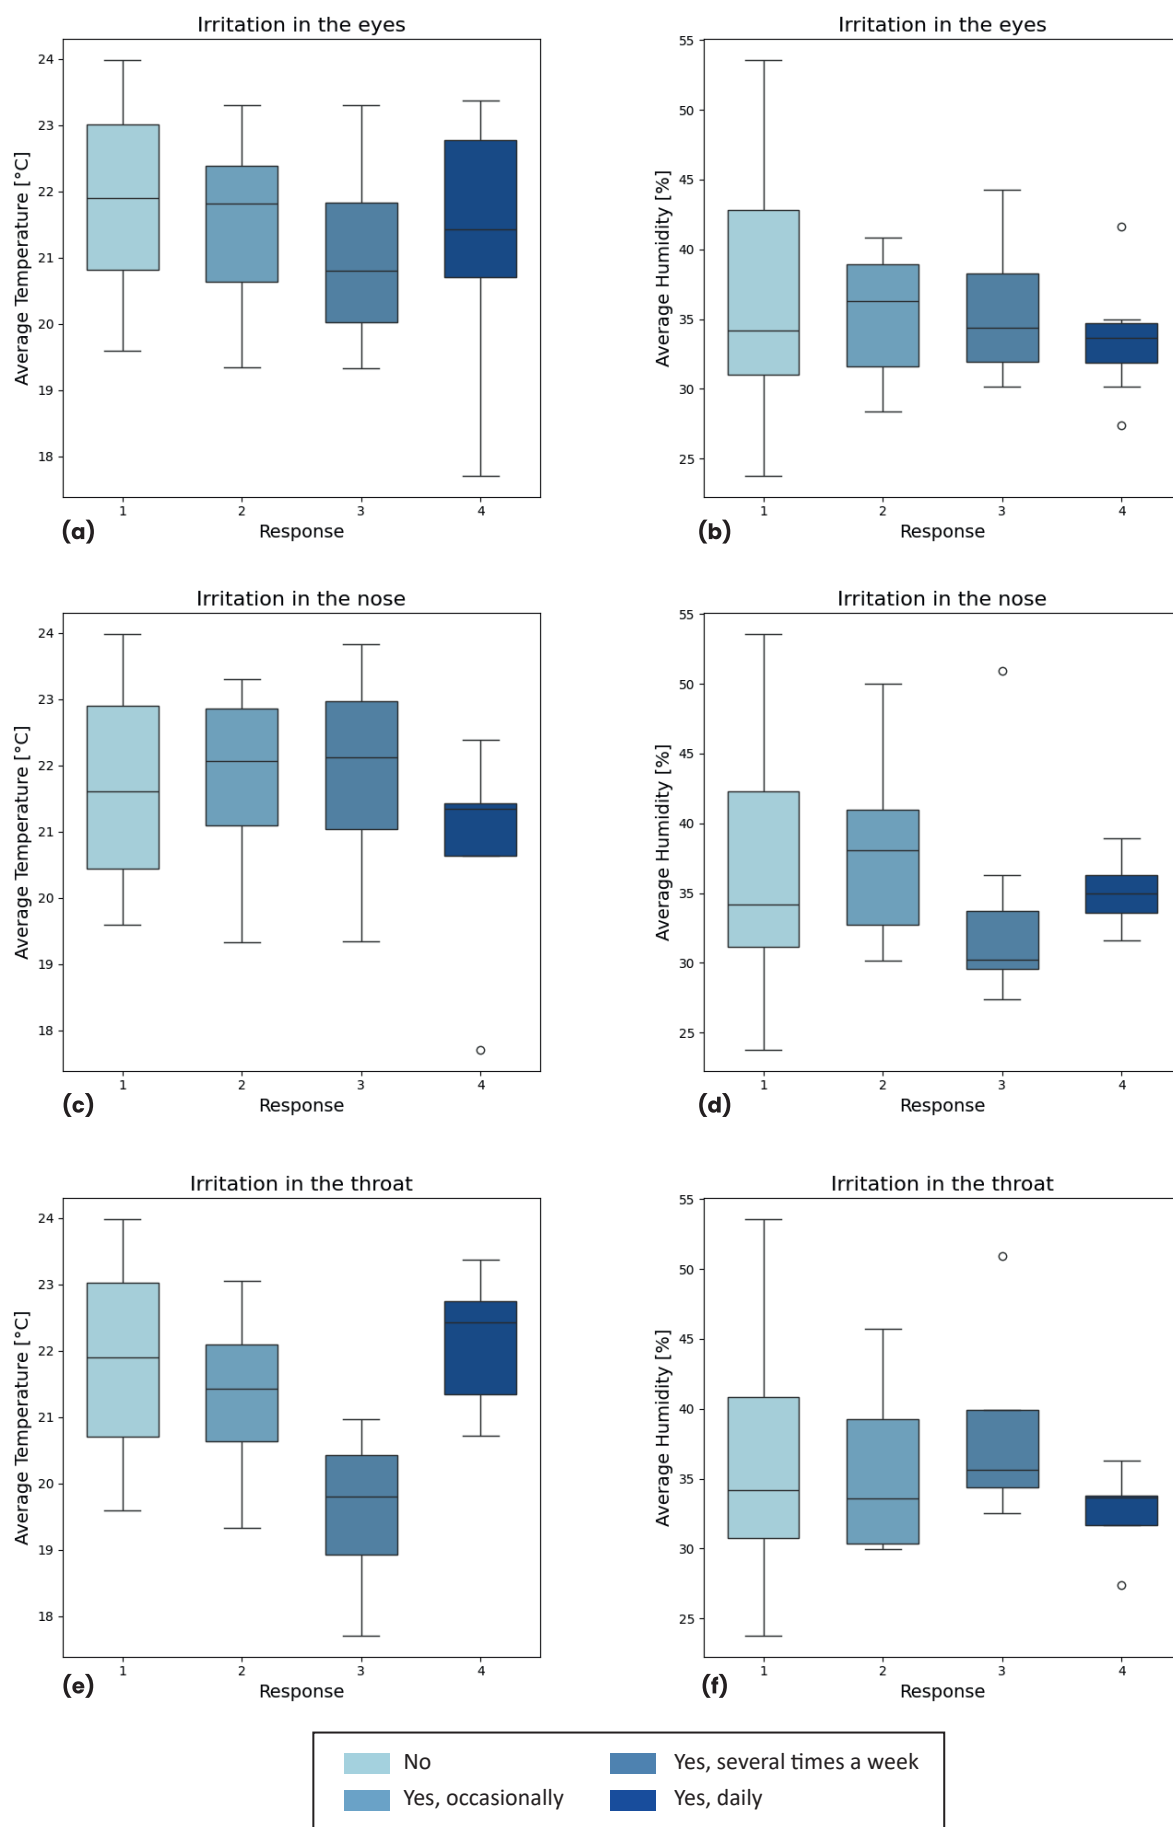 Irritation in the eyes
Average Temperature [°C]
24
23
22
21
20
19
18
1 2 3 4
(a) Response
Irritation in the eyes
Average Humidity [%]
55
50
45
40
35
30
25
1 2 3 4
(b) Response
Irritation in the nose
Average Temperature [°C]
24
23
22
21
20
19
18
1 2 3 4
(c) Response
Irritation in the nose
Average Humidity [%]
55
50
45
40
35
30
25
1 2 3 4
(d) Response
Irritation in the throat
Average Temperature [°C]
24
23
22
21
20
19
18
1 2 3 4
(e) Response
Irritation in the throat
Average Humidity [%]
55
50
45
40
35
30
25
1 2 3 4
(f) Response
No
Yes, several times a week
Yes, occasionally
Yes, daily